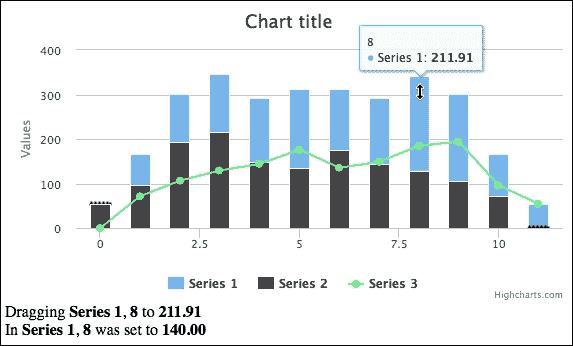 Chart title
8
● Series 1: 211.91
Values
400
300
200
100
0
0 2.5 5 7.5 10
Series 1 Series 2 Series 3
Highcharts.com
Dragging Series 1, 8 to 211.91
In Series 1, 8 was set to 140.00